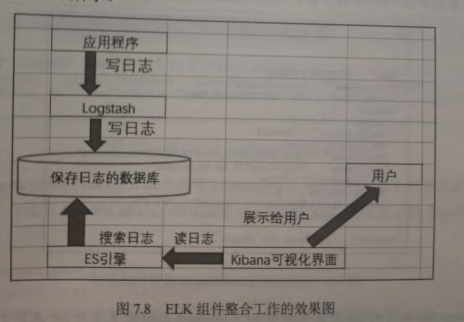 应用程序
写日志
Logstash
写日志
保存日志的数据库
用户
展示给用户
搜索日志
读日志
ES引擎
Kibana可视化界面
图 7.8 ELK 组件整合工作的效果图